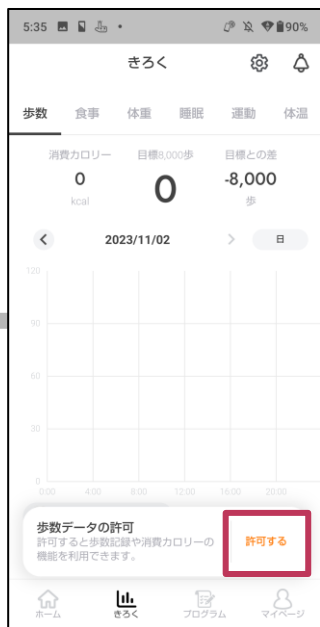 5:35
90%
きろく
歩数 食事 体重 睡眠 運動 体温
消費カロリー 目標8,000歩 目標との差
0 0 -8,000
kcal 歩
2023/11/02 日
120
90
60
30
0
0:00 4:00 8:00 12:00 16:00 20:00
歩数データの許可
許可すると歩数記録や消費カロリーの
機能を利用できます。
許可する
ホーム きろく プログラム マイページ